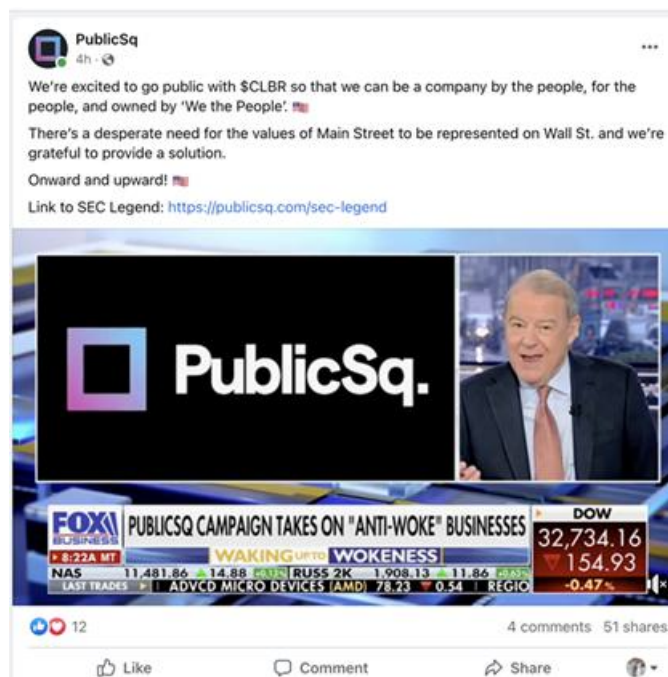 PublicSq
4h
We're excited to go public with $CLBR so that we can be a company by the people, for the
people, and owned by 'We the People'.
There's a desperate need for the values of Main Street to be represented on Wall St. and we're
grateful to provide a solution.
Onward and upward!
Link to SEC Legend: https://publicsq.com/sec-legend
PublicSq.
FOX BUSINESS
PUBLICSQ CAMPAIGN TAKES ON "ANTI-WOKE" BUSINESSES
DOW
32,734.16
▼ 154.93
-0.47%
8:22A MT
WAKING UP TO WOKENESS
NAS 11,481.86 ▲ 14.88 +0.13% RUSS 2K 1,908.13 ▲ 11.86 +0.63%
LAST TRADES ADVCD MICRO DEVICES (AMD) 78.23 ▼ 0.54 REGIO
12
4 comments 51 shares
Like Comment Share